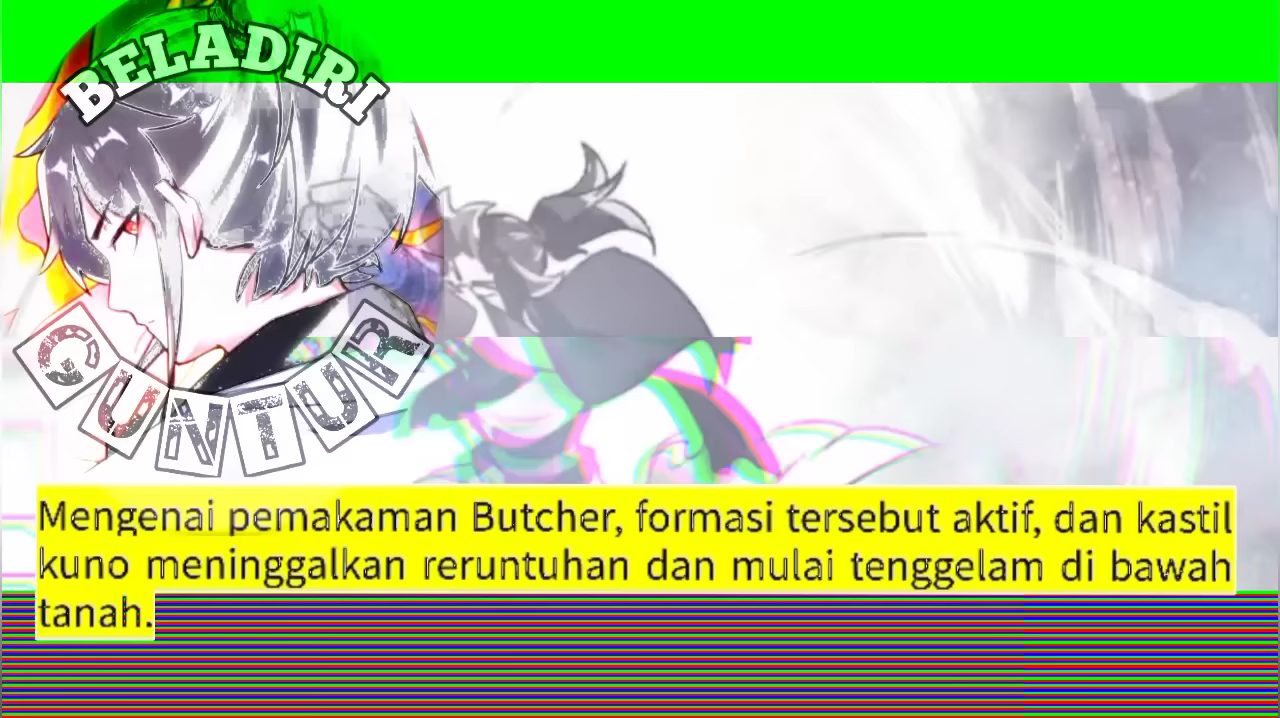 BELADIRI
GUNTUR
Mengenai pemakaman Butcher, formasi tersebut aktif, dan kastil
kuno meninggalkan reruntuhan dan mulai tenggelam di bawah
tanah.